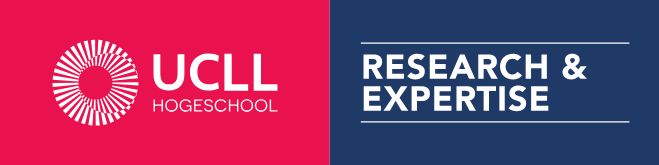 UCLL
HOGESCHOOL
RESEARCH &
EXPERTISE